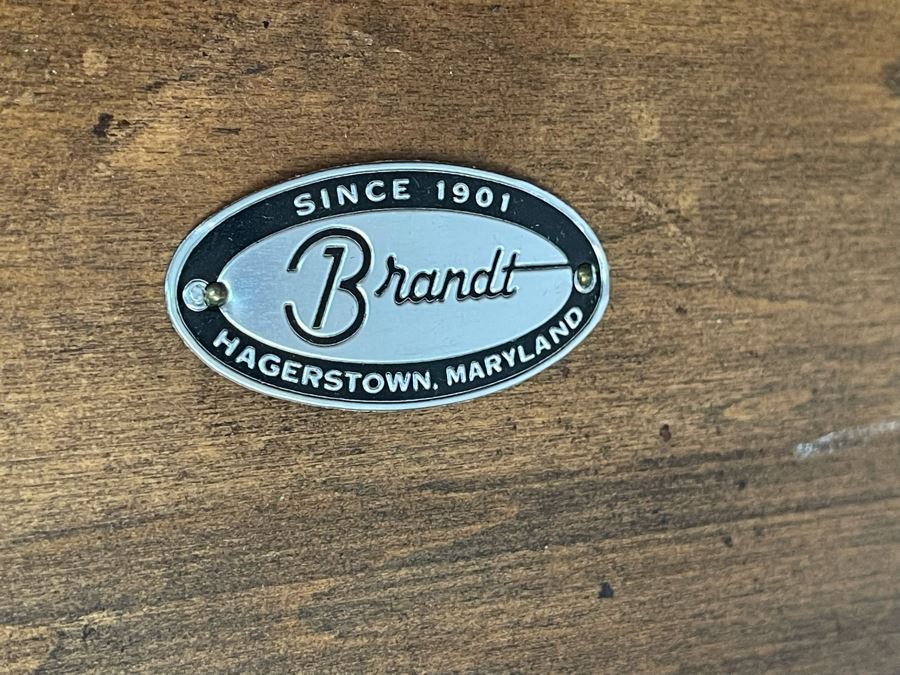 SINCE 1901
Brandt
HAGERSTOWN, MARYLAND